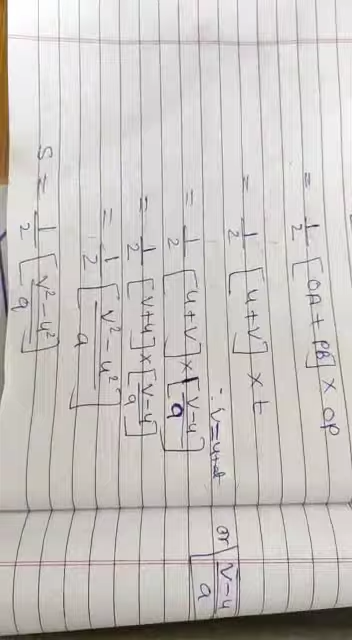 = 1/2 [OA + PB] × OP
= 1/2 [u+v] × t
∴ v=u+at or [v-u/a]
= 1/2 [u+v] × [v-u/a]
= 1/2 [v+u] × [v-u/a]
= 1/2 [v² - u²/a]
S = 1/2 [v² - u²/a]